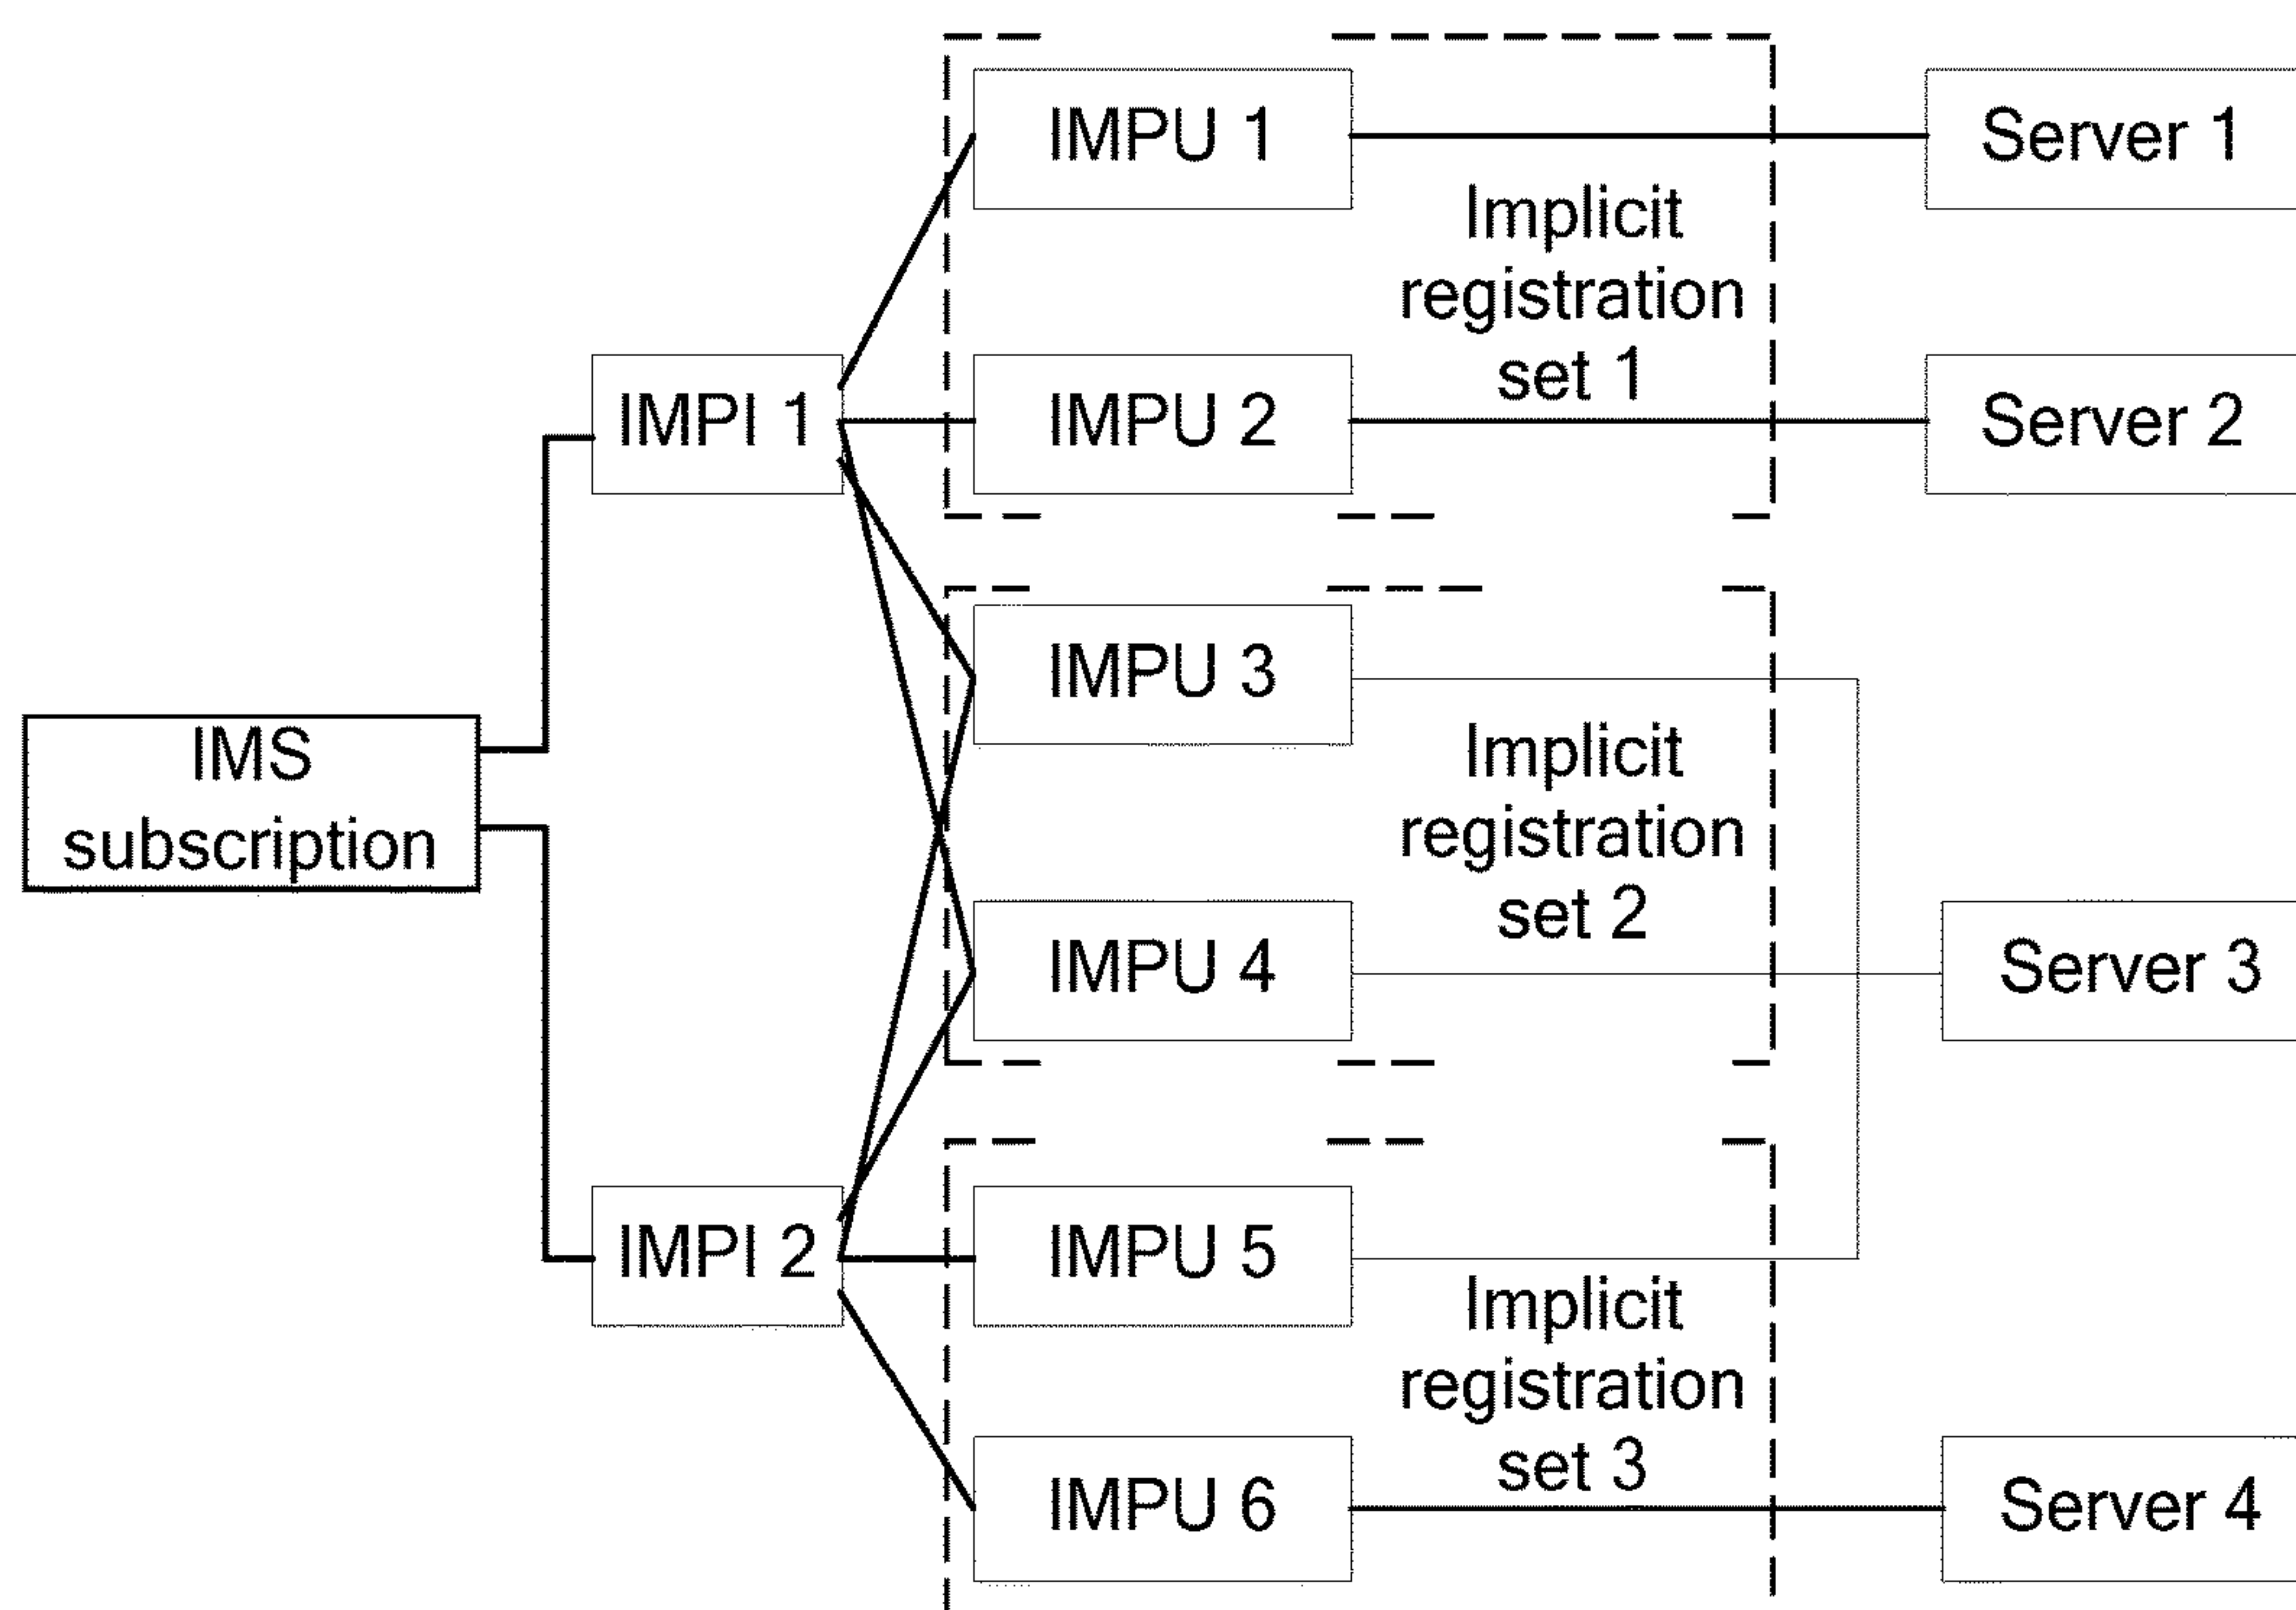 IMPU 1
Server 1
Implicit
registration
set 1
IMPI 1
IMPU 2
Server 2
IMPU 3
IMS
subscription
Implicit
registration
set 2
IMPU 4
Server 3
IMPI 2
IMPU 5
Implicit
registration
set 3
IMPU 6
Server 4